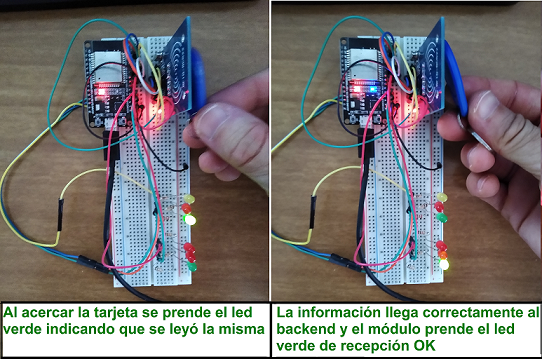 Al acercar la tarjeta se prende el led
verde indicando que se leyó la misma
La información llega correctamente al
backend y el módulo prende el led
verde de recepción OK